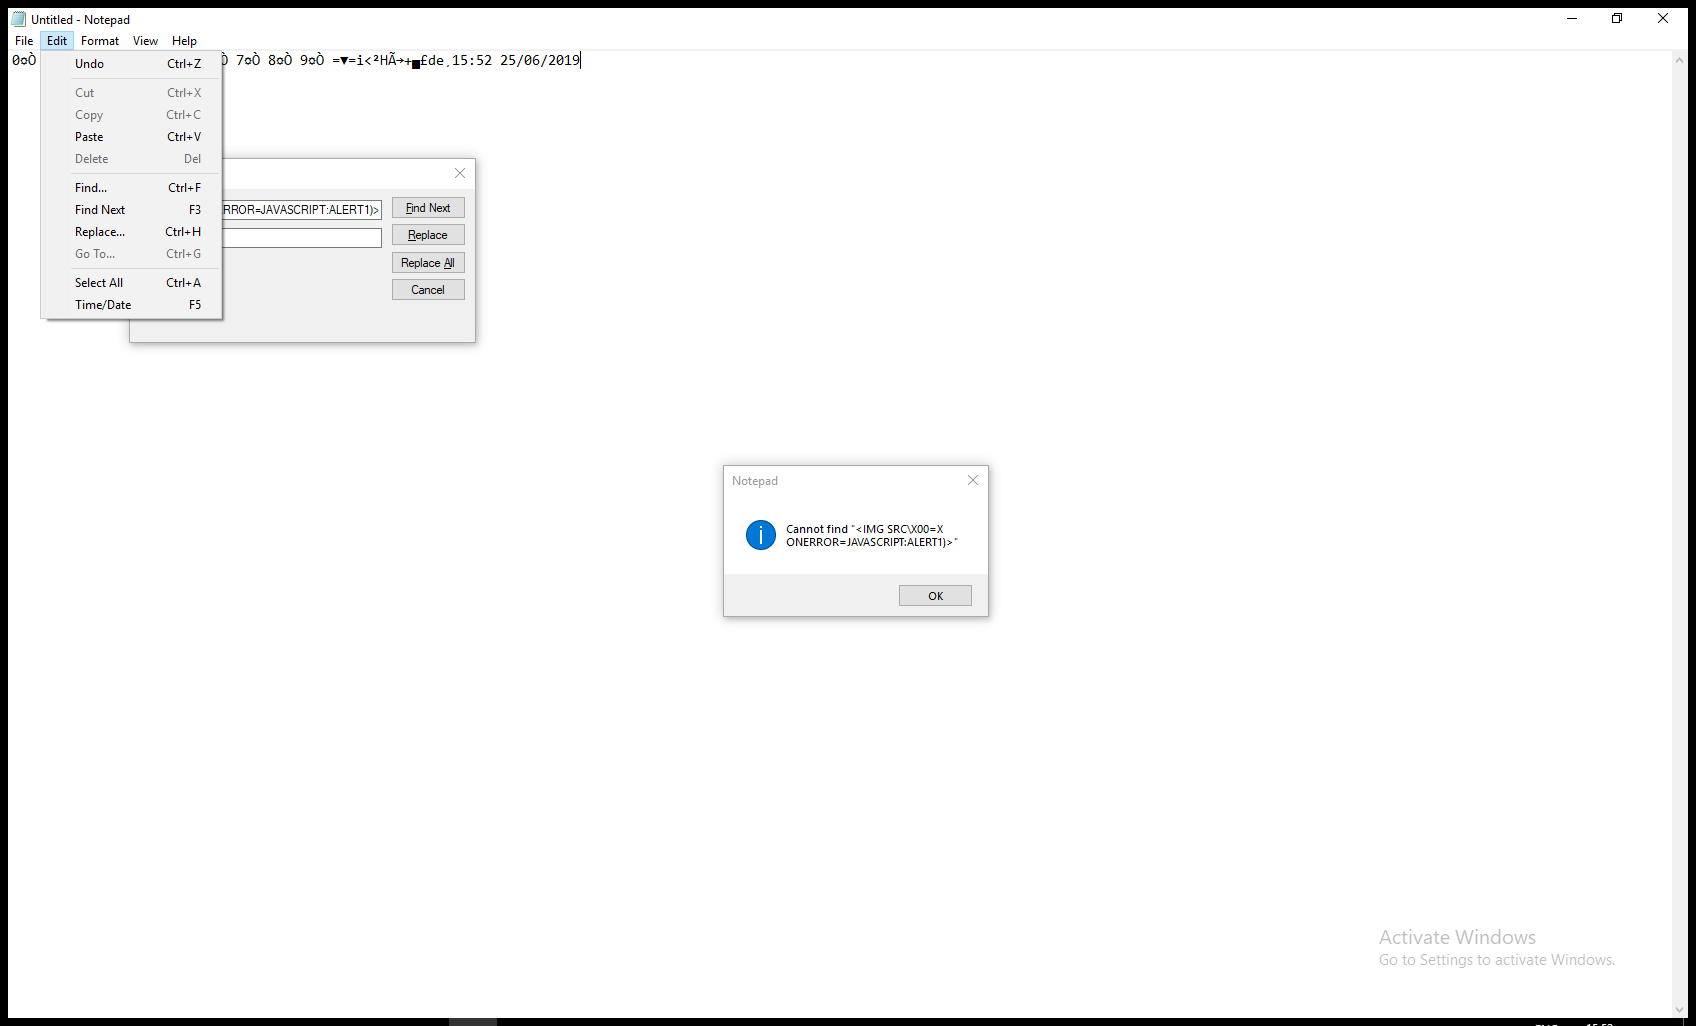 Untitled - Notepad
File Edit Format View Help
0¤Ò
Ò 7¤Ò 8¤Ò 9¤Ò =▼=i<²HÃ→+▄£de¸15:52 25/06/2019
Undo Ctrl+Z
Cut Ctrl+X
Copy Ctrl+C
Paste Ctrl+V
Delete Del
Find... Ctrl+F
Find Next F3
Replace... Ctrl+H
Go To... Ctrl+G
Select All Ctrl+A
Time/Date F5
RROR=JAVASCRIPT:ALERT1)>
Find Next
Replace
Replace All
Cancel
Notepad
Cannot find "<IMG SRC\X00=X
ONERROR=JAVASCRIPT:ALERT1)>"
OK
Activate Windows
Go to Settings to activate Windows.